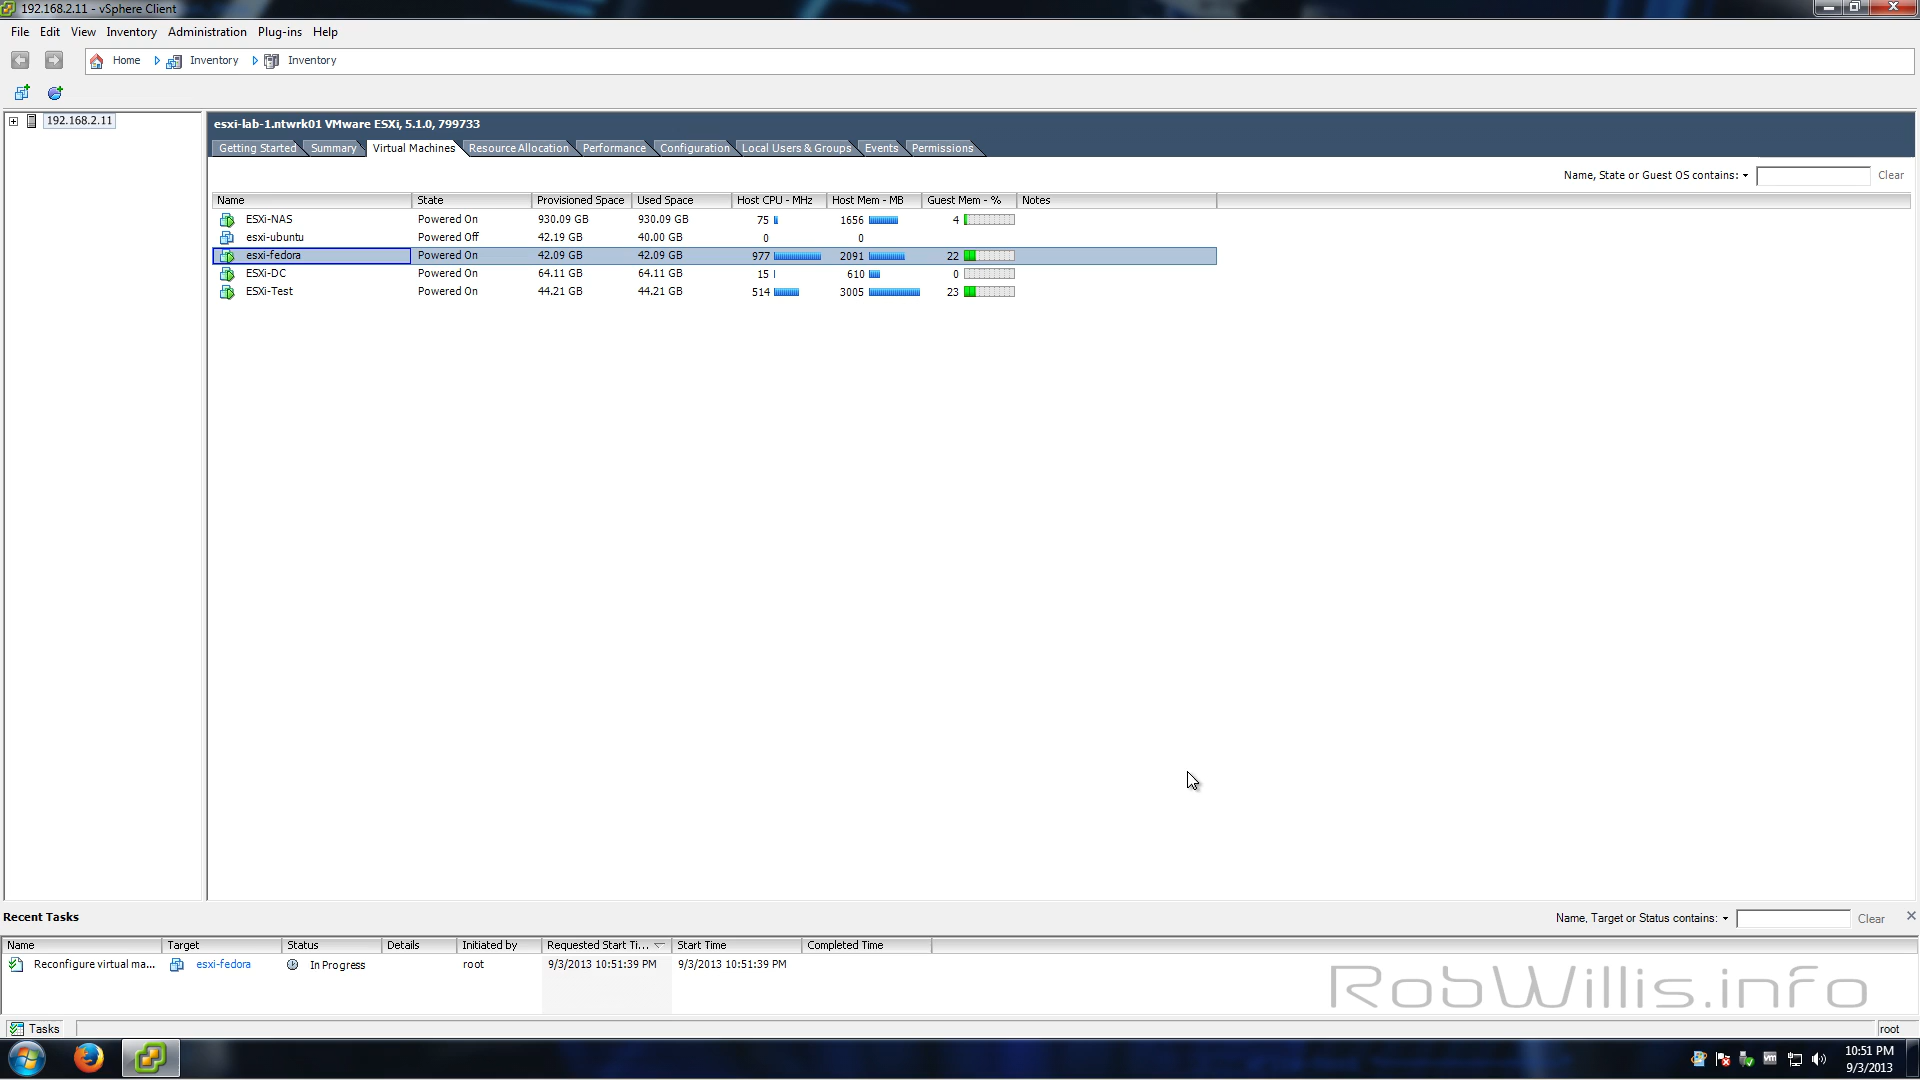 192.168.2.11 - vSphere Client
File Edit View Inventory Administration Plug-ins Help
Home Inventory Inventory
192.168.2.11
esxi-lab-1.ntwrk01 VMware ESXi, 5.1.0, 799733
Getting Started Summary Virtual Machines Resource Allocation Performance Configuration Local Users & Groups Events Permissions
Name, State or Guest OS contains: Clear
Name State Provisioned Space Used Space Host CPU - MHz Host Mem - MB Guest Mem - % Notes
ESXi-NAS Powered On 930.09 GB 930.09 GB 75 1656 4
esxi-ubuntu Powered Off 42.19 GB 40.00 GB 0 0
esxi-fedora Powered On 42.09 GB 42.09 GB 977 2091 22
ESXi-DC Powered On 64.11 GB 64.11 GB 15 610 0
ESXi-Test Powered On 44.21 GB 44.21 GB 514 3005 23
Recent Tasks Name, Target or Status contains: Clear
Name Target Status Details Initiated by Requested Start Ti... Start Time Completed Time
Reconfigure virtual ma... esxi-fedora In Progress root 9/3/2013 10:51:39 PM 9/3/2013 10:51:39 PM
RobWillis.info
Tasks root
10:51 PM
9/3/2013